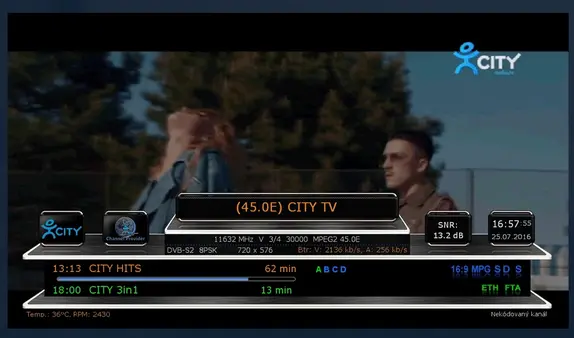 CITY
(45.0E) CITY TV
CITY
Channel Provider
SNR:
13.2 dB
16:57:55
25.07.2016
11632 MHz V 3/4 30000 MPEG2 45.0E
DVB-S2 8PSK 720 x 576 Bitr: V: 2136 kb/s, A: 256 kb/s
13:13 CITY HITS 62 min
A B C D
16:9 MPG S D S
18:00 CITY 3in1 13 min
ETH FTA
Temp.: 36°C, RPM: 2430
Nekódovaný kanál